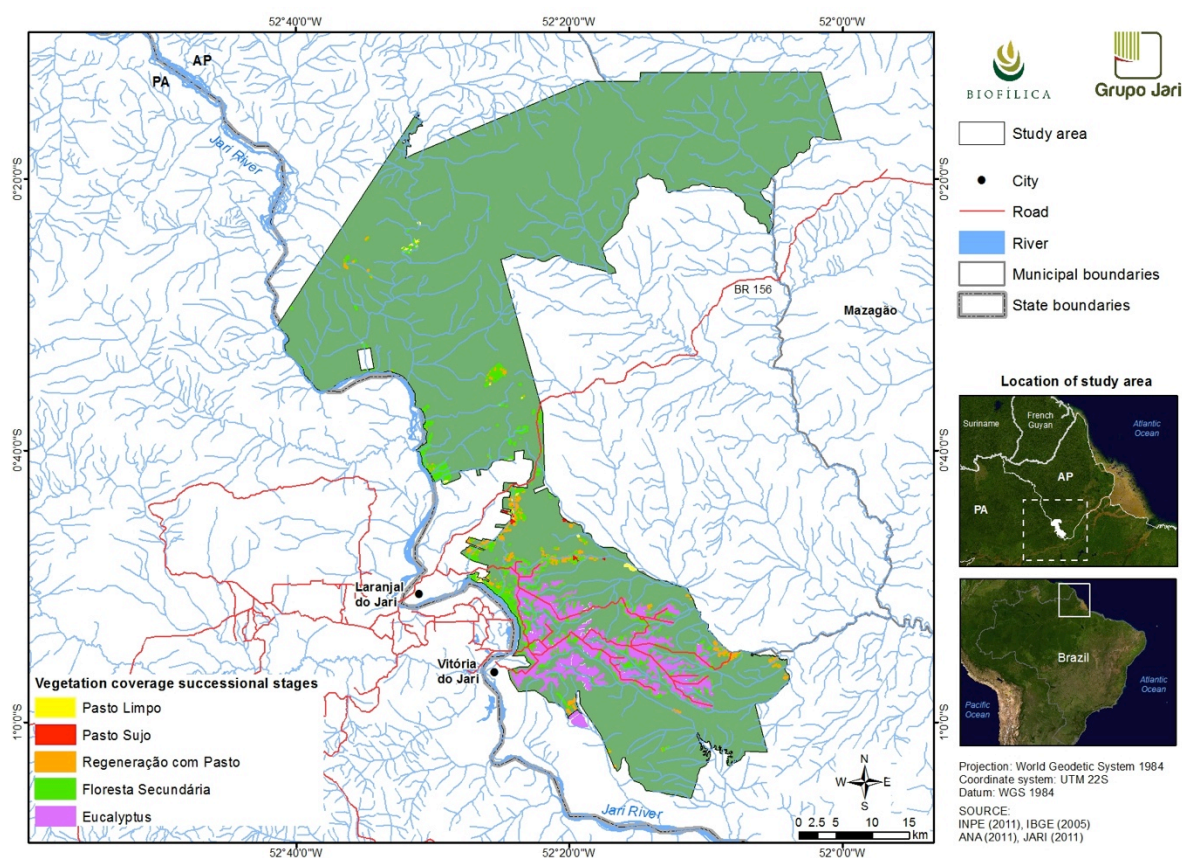 52°40'0"W
52°20'0"W
52°0'0"W
AP
PA
Jari River
0°20'0"S
0°20'0"S
BR 156
Mazagão
0°40'0"S
0°40'0"S
Laranjal
do Jari
Vitória
do Jari
1°0'0"S
1°0'0"S
Jari River
Vegetation coverage successional stages
Pasto Limpo
Pasto Sujo
Regeneração com Pasto
Floresta Secundária
Eucalyptus
N
W E
S
0 2.5 5 10 15
km
52°40'0"W
52°20'0"W
52°0'0"W
BIOFÍLICA
Grupo Jari
Study area
City
Road
River
Municipal boundaries
State boundaries
Location of study area
Suriname
French
Guyan
Atlantic
Ocean
AP
PA
Brazil
Atlantic
Ocean
Pacific
Ocean
Projection: World Geodetic System 1984
Coordinate system: UTM 22S
Datum: WGS 1984
SOURCE:
INPE (2011), IBGE (2005)
ANA (2011), JARI (2011)